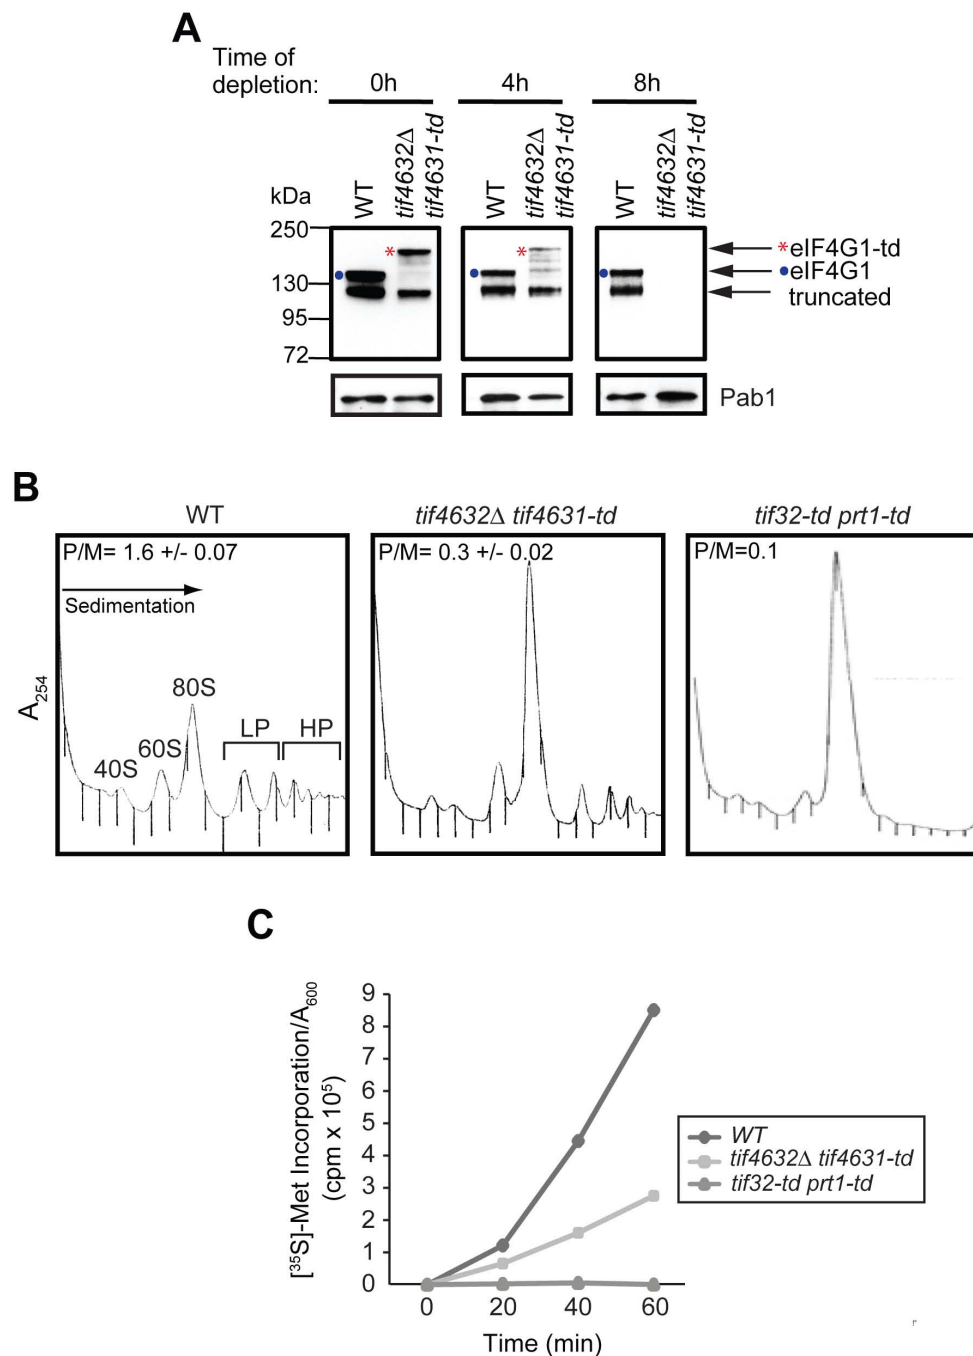 A
Time of
depletion:
0h
4h
8h
WT
tif4632Δ
tif4631-td
WT
tif4632Δ
tif4631-td
WT
tif4632Δ
tif4631-td
kDa
250
130
95
72
*eIF4G1-td
eIF4G1
truncated
Pab1
B
WT
tif4632Δ tif4631-td
tif32-td prt1-td
P/M= 1.6 +/- 0.07
P/M= 0.3 +/- 0.02
P/M=0.1
Sedimentation
A254
40S
60S
80S
LP
HP
C
[35S]-Met Incorporation/A600
(cpm x 10⁵)
9
8
7
6
5
4
3
2
1
0
0
20
40
60
Time (min)
WT
tif4632Δ tif4631-td
tif32-td prt1-td